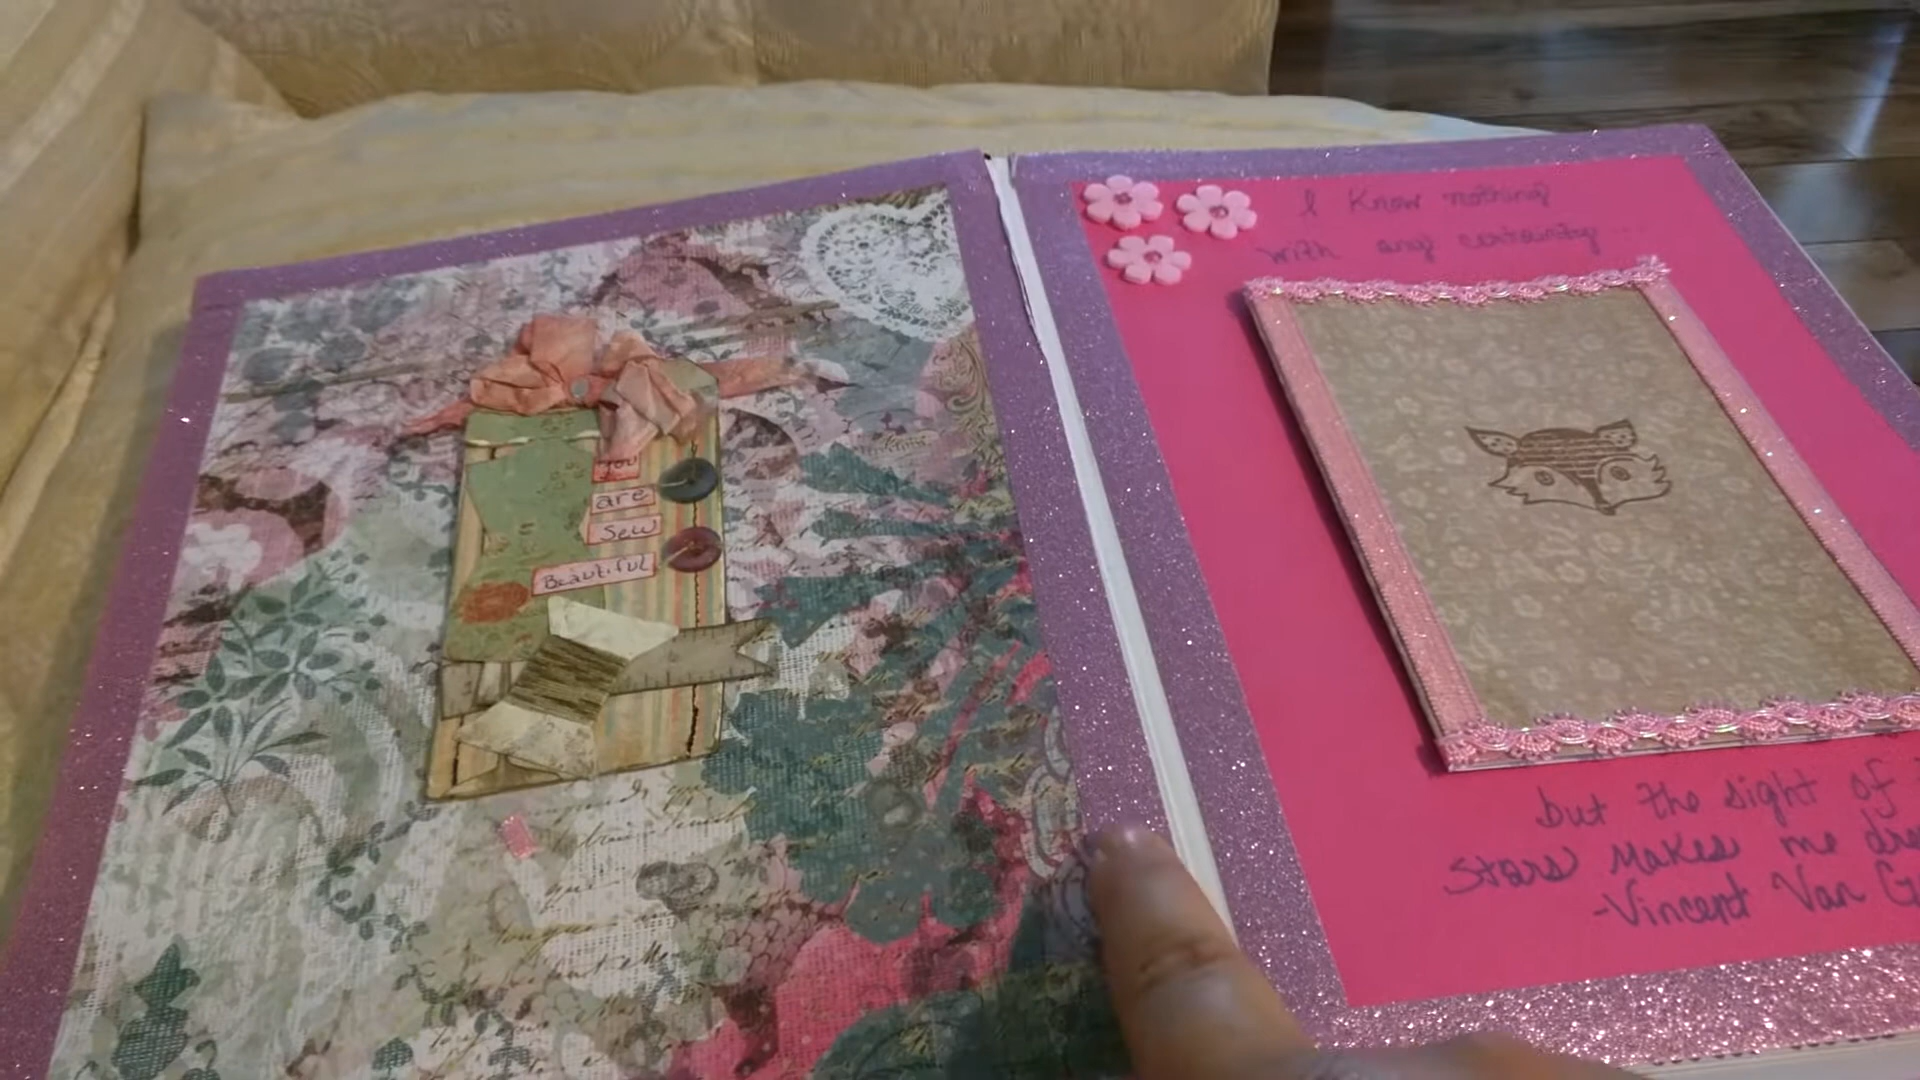 you
are
sew
Beautiful
I Know nothing
with any certainty...
but the sight of
stars makes me
-Vincent Van